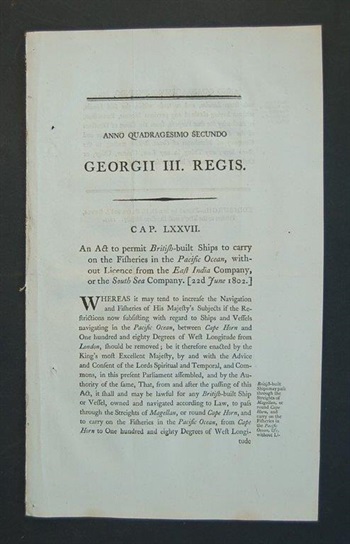 ANNO QUADRAGESIMO SECUNDO
GEORGII III. REGIS.
CAP. LXXVII.
An Act to permit British-built Ships to carry
on the Fisheries in the Pacific Ocean, with-
out Licence from the East India Company,
or the South Sea Company. [22d June 1802.]
WHEREAS it may tend to increase the Navigation
and Fisheries of His Majesty's Subjects if the Re-
strictions now subsisting with regard to Ships and Vessels
navigating in the Pacific Ocean, between Cape Horn and
One hundred and eighty Degrees of West Longitude from
London, should be removed; be it therefore enacted by the
King's most Excellent Majesty, by and with the Advice
and Consent of the Lords Spiritual and Temporal, and Com-
mons, in this present Parliament assembled, and by the Au-
thority of the same, That, from and after the passing of this
Act, it shall and may be lawful for any British-built Ship
or Vessel, owned and navigated according to Law, to pass
through the Streights of Magellan, or round Cape Horn, and
to carry on the Fisheries in the Pacific Ocean, from Cape
Horn to One hundred and eighty Degrees of West Longi-
tude
British-built
Ships may pass
through the
Streights of
Magellan, or
round Cape
Horn, and
carry on the
Fisheries in
the Pacific
Ocean, &c.
without Li-